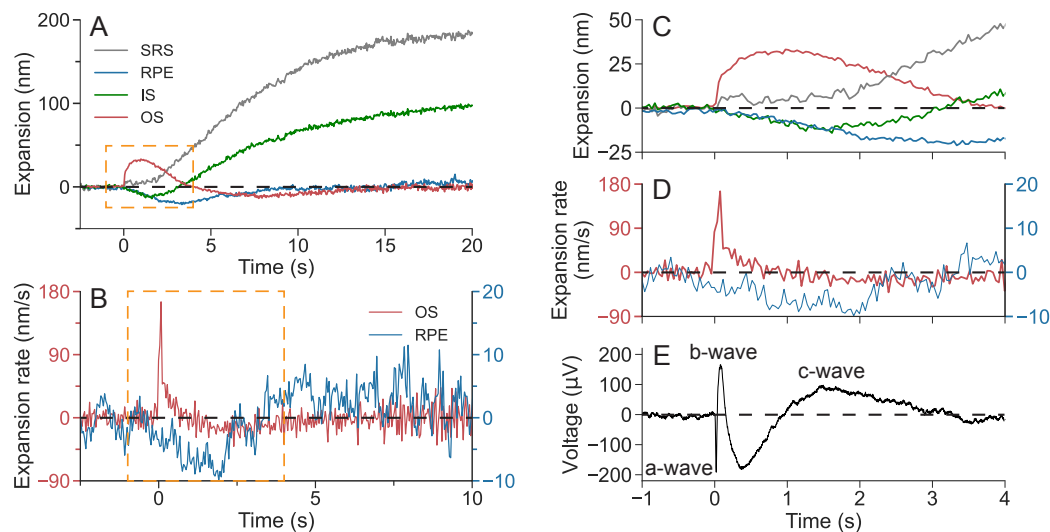 A
200
100
0
Expansion (nm)
SRS
RPE
IS
OS
0
5
10
15
20
Time (s)
B
180
90
0
−90
Expansion rate (nm/s)
OS
RPE
20
10
0
−10
0
5
10
Time (s)
C
50
25
0
−25
Expansion (nm)
D
180
90
0
−90
Expansion rate
(nm/s)
20
10
0
−10
E
b-wave
c-wave
a-wave
200
100
0
−100
−200
Voltage (µV)
−1
0
1
2
3
4
Time (s)